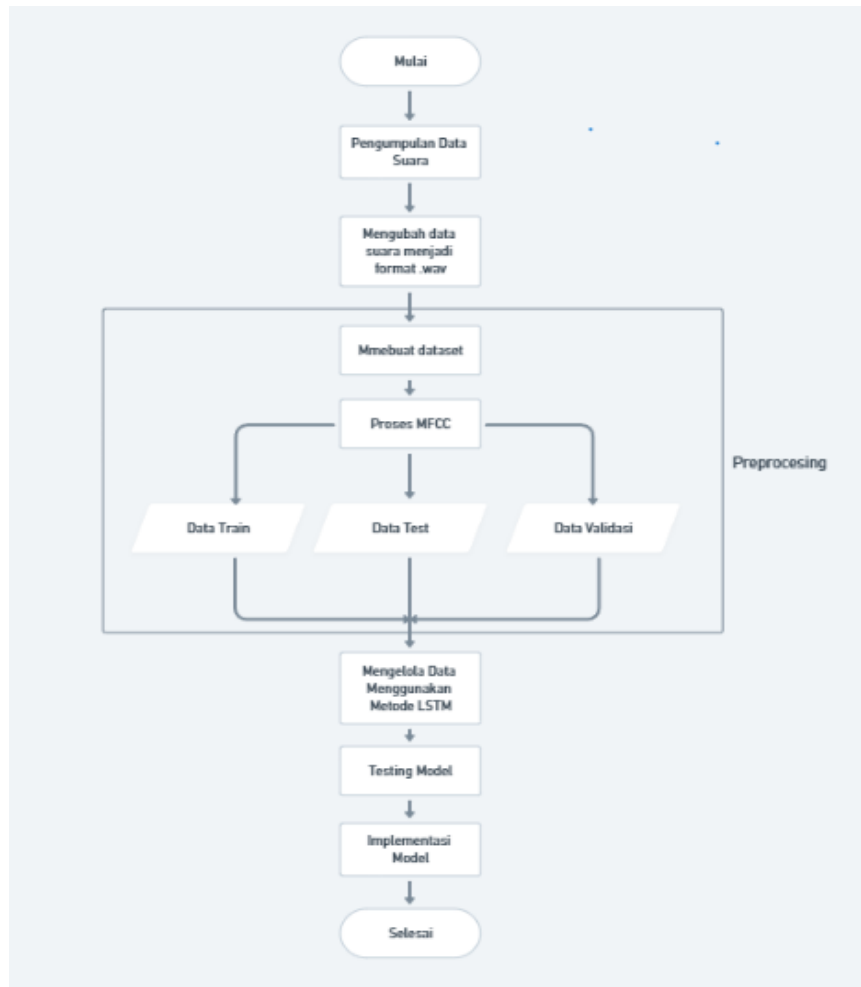 Mulai
Pengumpulan Data
Suara
Mengubah data
suara menjadi
format .wav
Mmebuat dataset
Proses MFCC
Preprocesing
Data Train
Data Test
Data Validasi
Mengelola Data
Menggunakan
Metode LSTM
Testing Model
Implementasi
Model
Selesai